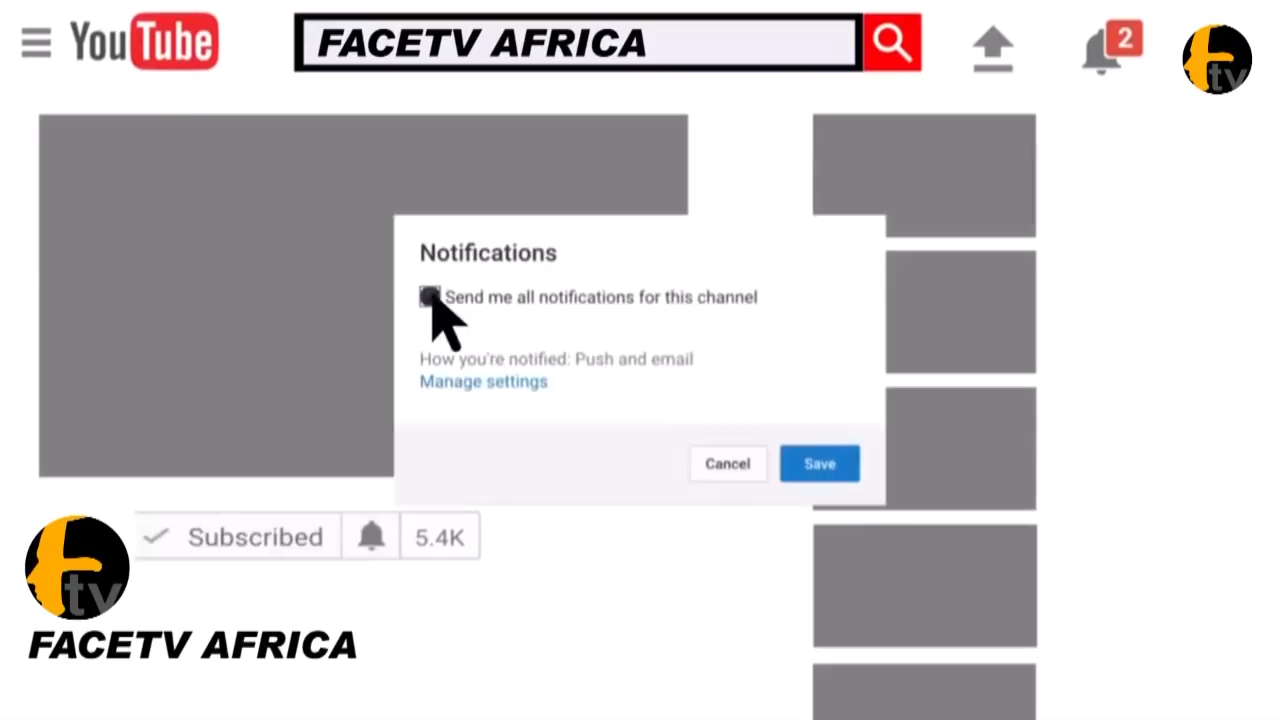 YouTube
FACETV AFRICA
2
tv
Notifications
Send me all notifications for this channel
How you're notified: Push and email
Manage settings
Cancel
Save
Subscribed
5.4K
tv
FACETV AFRICA